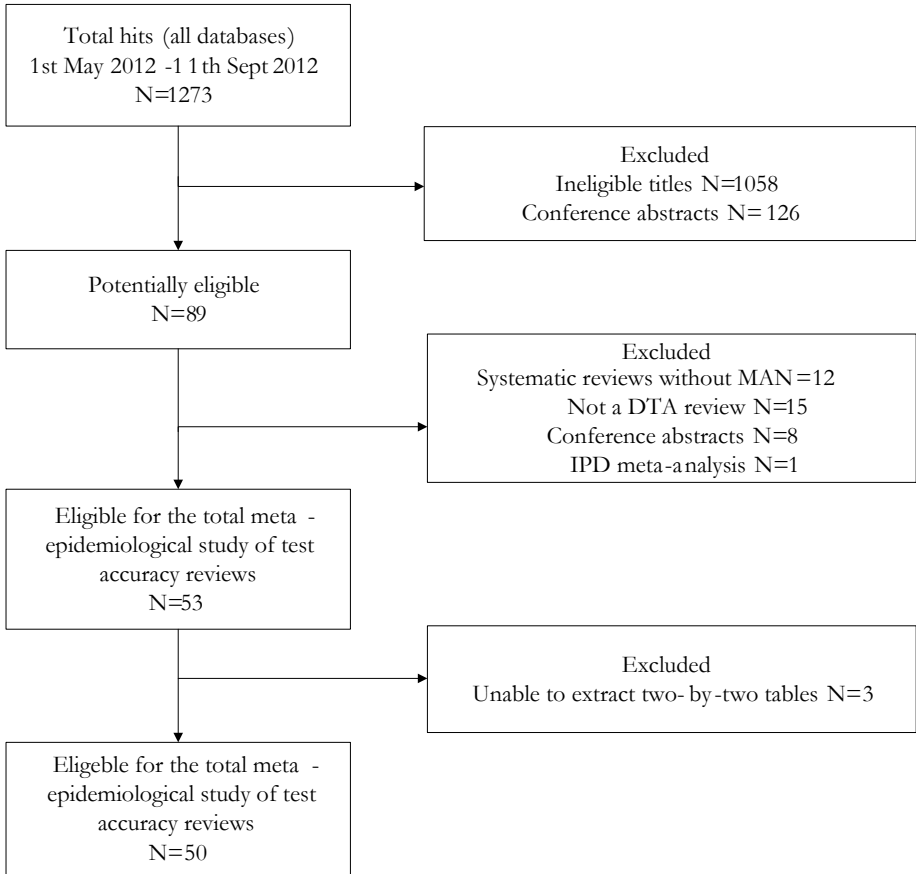 Total hits (all databases)
1st May 2012 -1 1th Sept 2012
N=1273
Excluded
Ineligible titles N=1058
Conference abstracts N= 126
Potentially eligible
N=89
Excluded
Systematic reviews without MAN=12
Not a DTA review N=15
Conference abstracts N=8
IPD meta-analysis N=1
Eligible for the total meta -
epidemiological study of test
accuracy reviews
N=53
Excluded
Unable to extract two- by-two tables N=3
Eligeble for the total meta -
epidemiological study of test
accuracy reviews
N=50